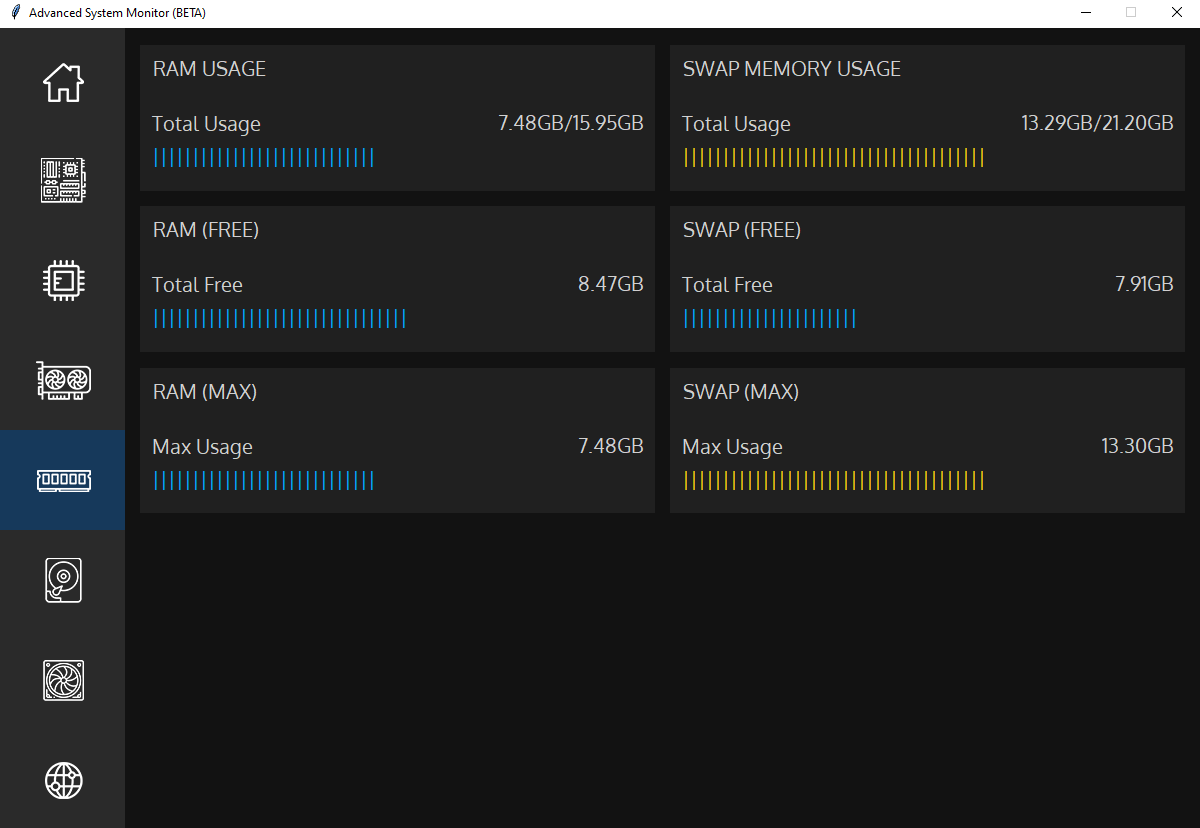 Advanced System Monitor (BETA)
RAM USAGE
Total Usage 7.48GB/15.95GB
SWAP MEMORY USAGE
Total Usage 13.29GB/21.20GB
RAM (FREE)
Total Free 8.47GB
SWAP (FREE)
Total Free 7.91GB
RAM (MAX)
Max Usage 7.48GB
SWAP (MAX)
Max Usage 13.30GB